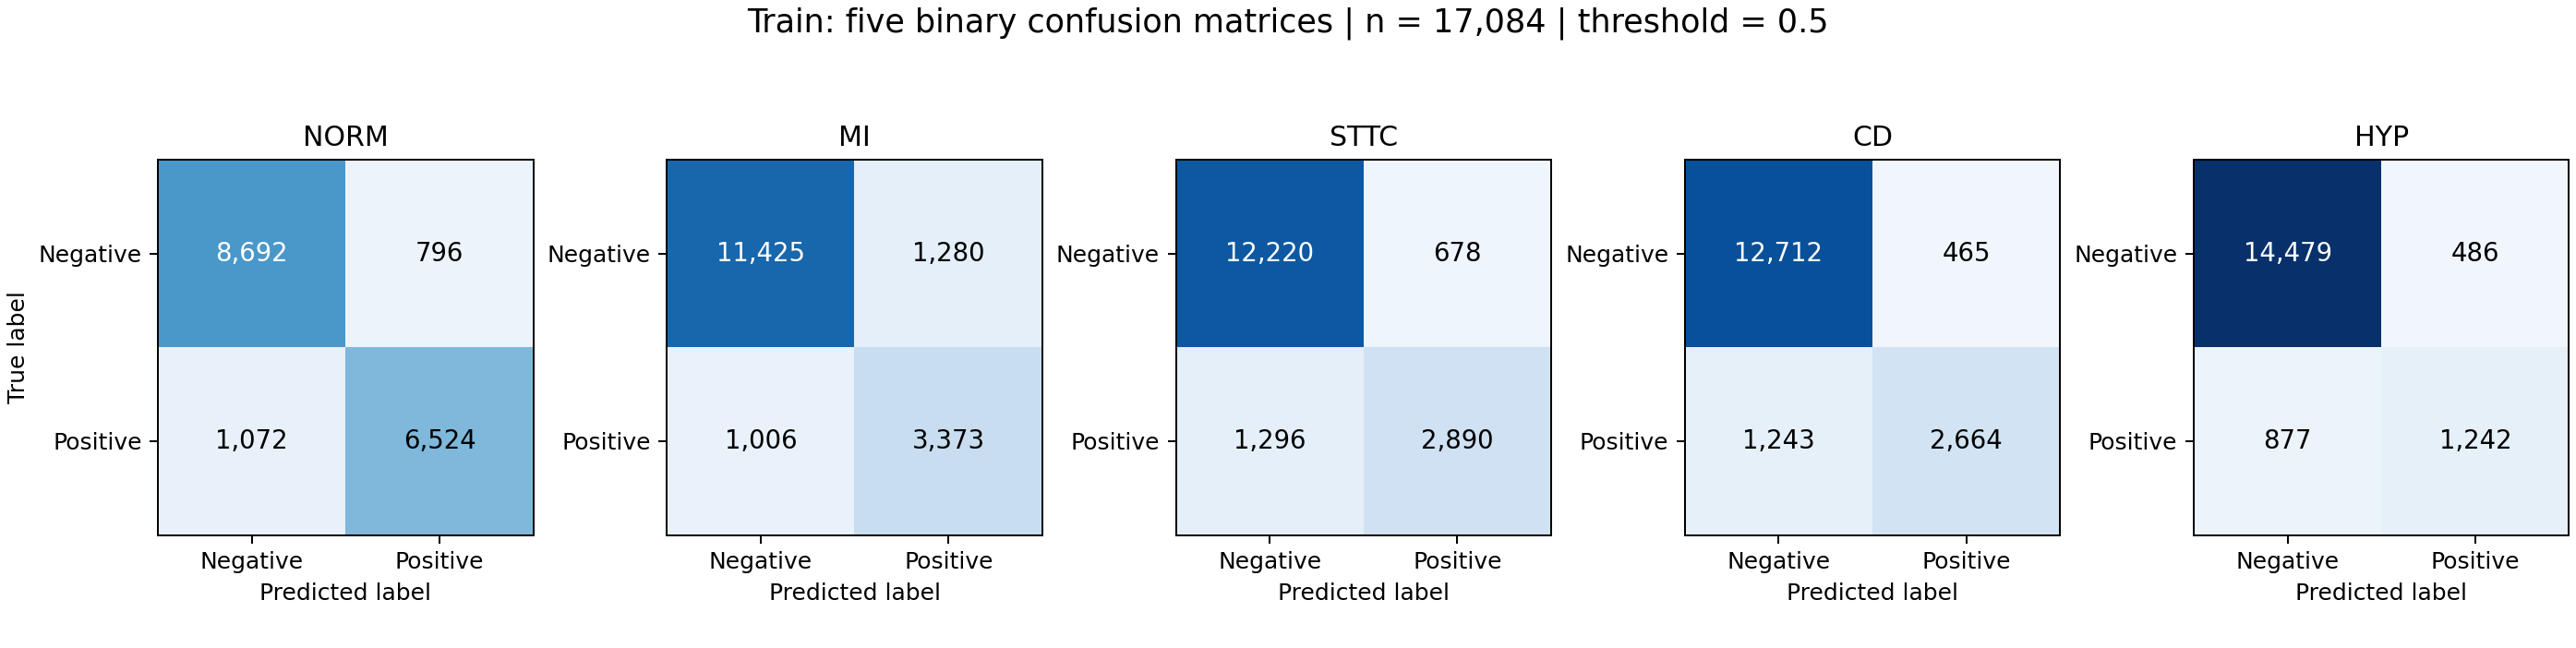 Train: five binary confusion matrices | n = 17,084 | threshold = 0.5
NORM
True label
Negative 8,692 796
Positive 1,072 6,524
Negative Positive
Predicted label
MI
Negative 11,425 1,280
Positive 1,006 3,373
Negative Positive
Predicted label
STTC
Negative 12,220 678
Positive 1,296 2,890
Negative Positive
Predicted label
CD
Negative 12,712 465
Positive 1,243 2,664
Negative Positive
Predicted label
HYP
Negative 14,479 486
Positive 877 1,242
Negative Positive
Predicted label